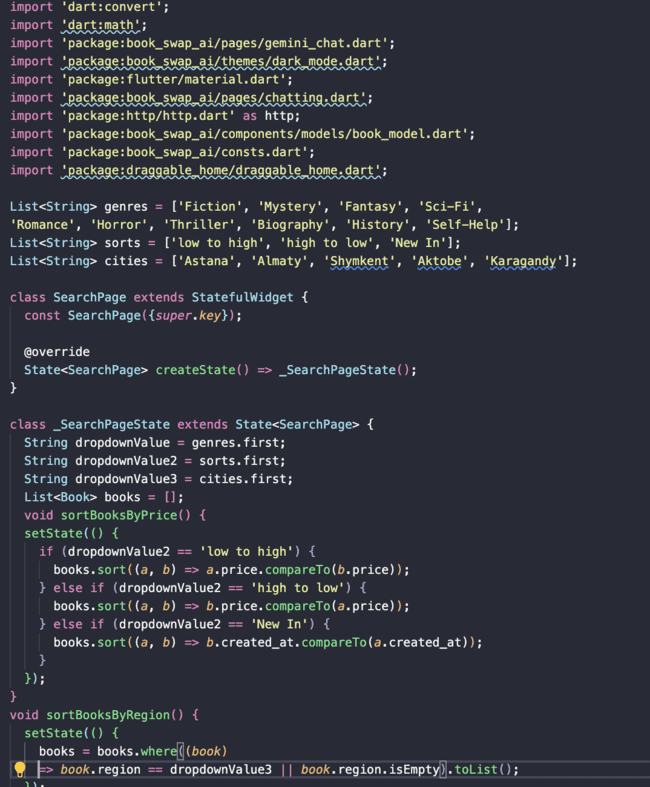 import 'dart:convert';
import 'dart:math';
import 'package:book_swap_ai/pages/gemini_chat.dart';
import 'package:book_swap_ai/themes/dark_mode.dart';
import 'package:flutter/material.dart';
import 'package:book_swap_ai/pages/chatting.dart';
import 'package:http/http.dart' as http;
import 'package:book_swap_ai/components/models/book_model.dart';
import 'package:book_swap_ai/consts.dart';
import 'package:draggable_home/draggable_home.dart';

List<String> genres = ['Fiction', 'Mystery', 'Fantasy', 'Sci-Fi',
'Romance', 'Horror', 'Thriller', 'Biography', 'History', 'Self-Help'];
List<String> sorts = ['low to high', 'high to low', 'New In'];
List<String> cities = ['Astana', 'Almaty', 'Shymkent', 'Aktobe', 'Karagandy'];

class SearchPage extends StatefulWidget {
  const SearchPage({super.key});

  @override
  State<SearchPage> createState() => _SearchPageState();
}

class _SearchPageState extends State<SearchPage> {
  String dropdownValue = genres.first;
  String dropdownValue2 = sorts.first;
  String dropdownValue3 = cities.first;
  List<Book> books = [];
  void sortBooksByPrice() {
  setState(() {
    if (dropdownValue2 == 'low to high') {
      books.sort((a, b) => a.price.compareTo(b.price));
    } else if (dropdownValue2 == 'high to low') {
      books.sort((a, b) => b.price.compareTo(a.price));
    } else if (dropdownValue2 == 'New In') {
      books.sort((a, b) => b.created_at.compareTo(a.created_at));
    }
  });
}
void sortBooksByRegion() {
  setState(() {
    books = books.where((book)
    => book.region == dropdownValue3 || book.region.isEmpty).toList();
  });